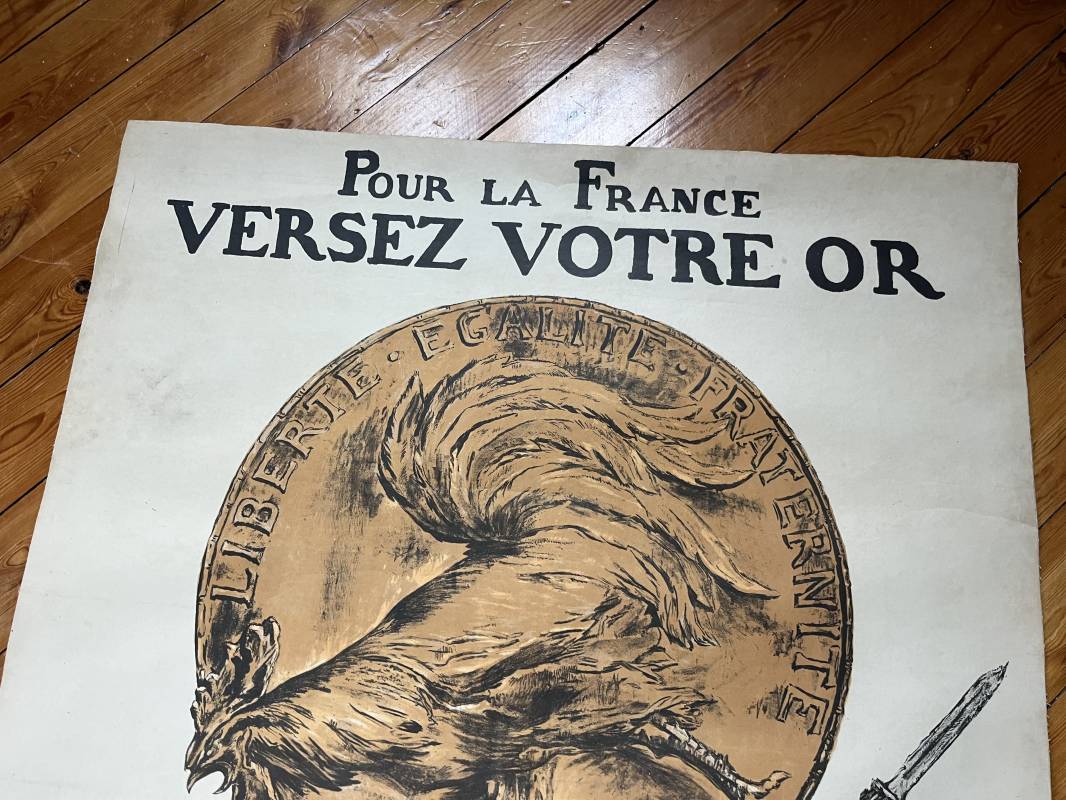 POUR LA FRANCE
VERSEZ VOTRE OR
LIBERTE · EGALITE · FRATERNITE